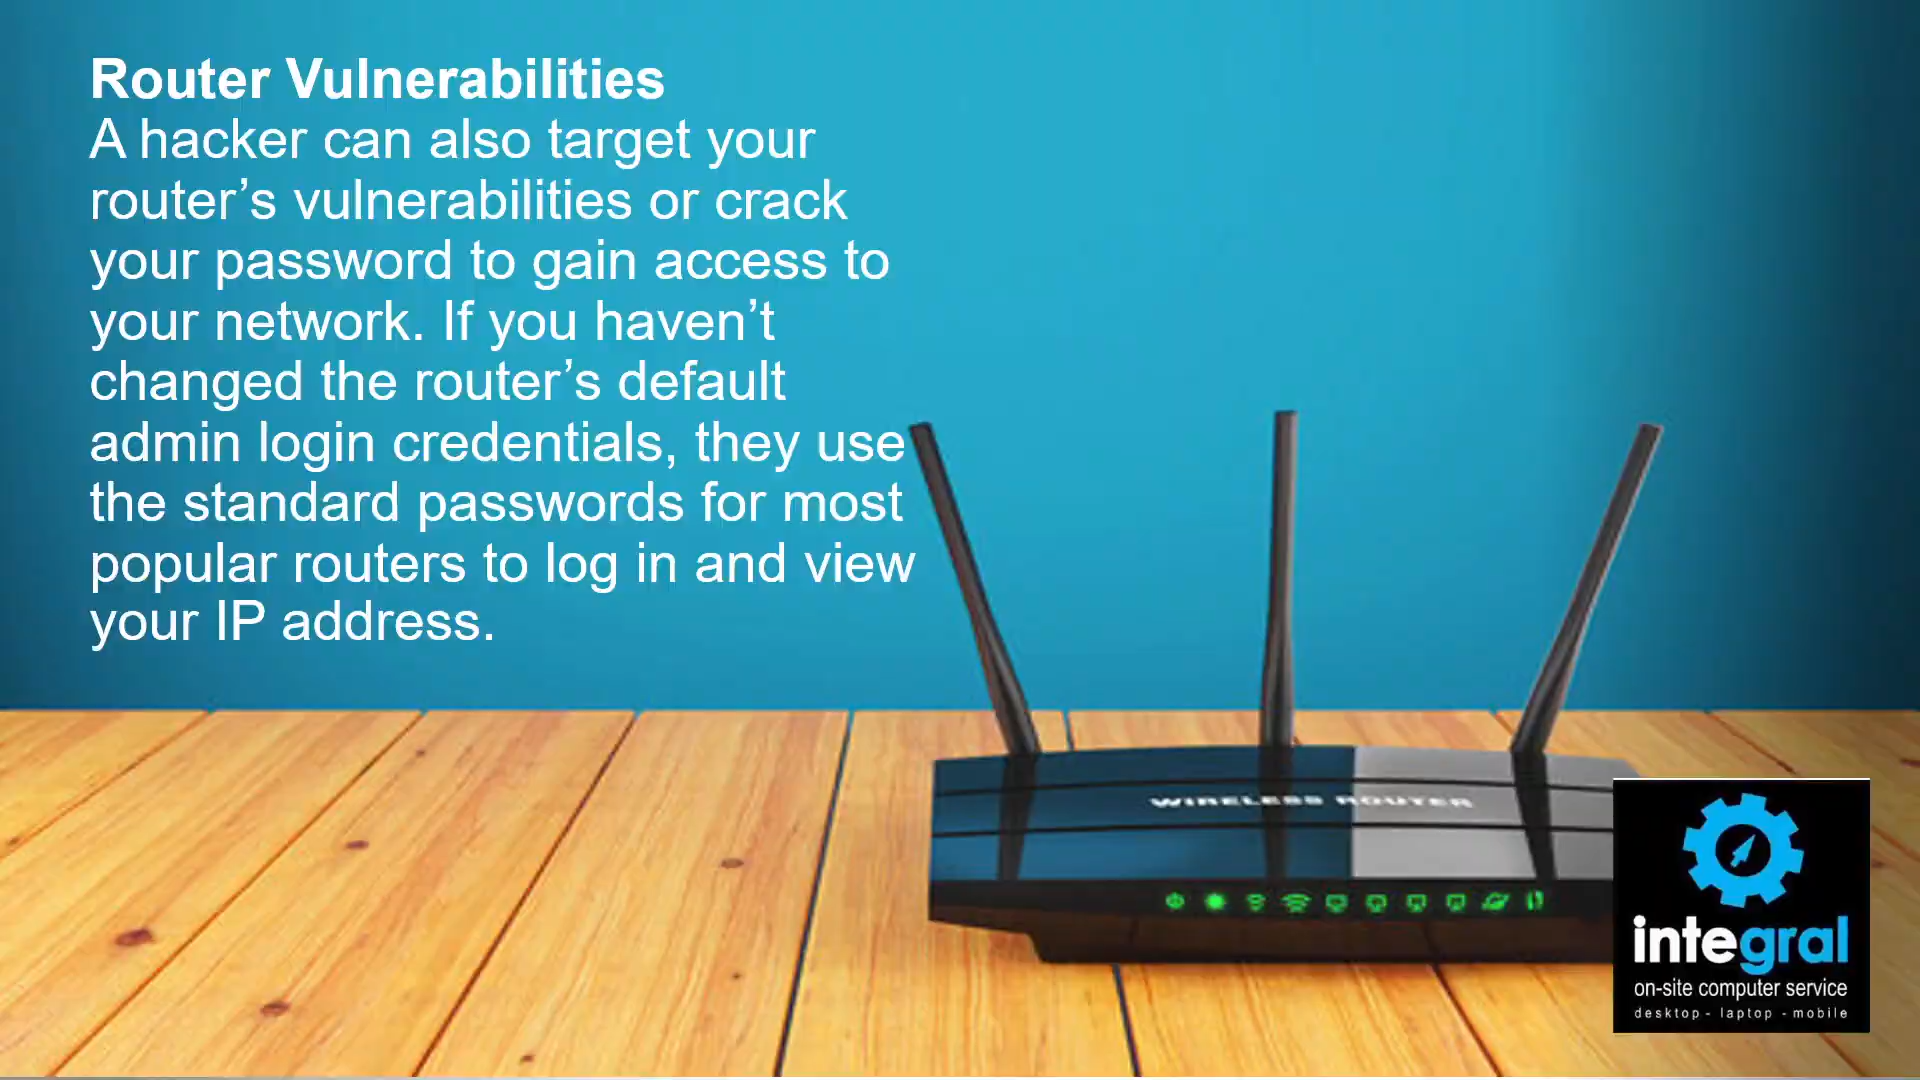 Router Vulnerabilities
A hacker can also target your
router’s vulnerabilities or crack
your password to gain access to
your network. If you haven’t
changed the router’s default
admin login credentials, they use
the standard passwords for most
popular routers to log in and view
your IP address.
WIRELESS ROUTER
integral
on-site computer service
desktop - laptop - mobile